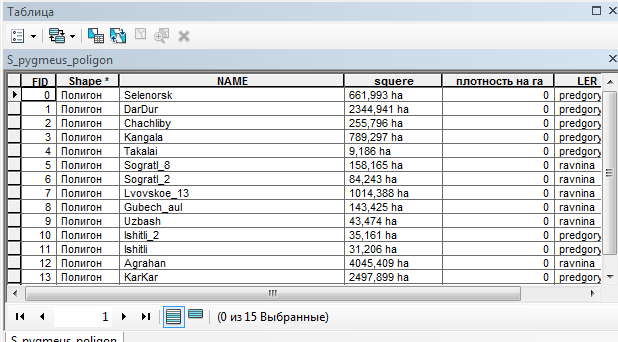 Таблица
S_pygmeus_poligon
FID Shape * NAME squere плотность на га LER
0 Полигон Selenorsk 661,993 ha 0 predgory
1 Полигон DarDur 2344,941 ha 0 predgory
2 Полигон Chachliby 255,796 ha 0 predgory
3 Полигон Kangala 789,297 ha 0 predgory
4 Полигон Takalai 9,186 ha 0 predgory
5 Полигон Sogratl_8 158,165 ha 0 ravnina
6 Полигон Sogratl_2 84,243 ha 0 ravnina
7 Полигон Lvovskoe_13 1014,388 ha 0 ravnina
8 Полигон Gubech_aul 143,425 ha 0 ravnina
9 Полигон Uzbash 43,474 ha 0 ravnina
10 Полигон Ishitli_2 35,161 ha 0 predgory
11 Полигон Ishitli 31,206 ha 0 predgory
12 Полигон Agrahan 4045,409 ha 0 ravnina
13 Полигон KarKar 2497,899 ha 0 predgory
1 (0 из 15 Выбранные)
S_pygmeus_poligon